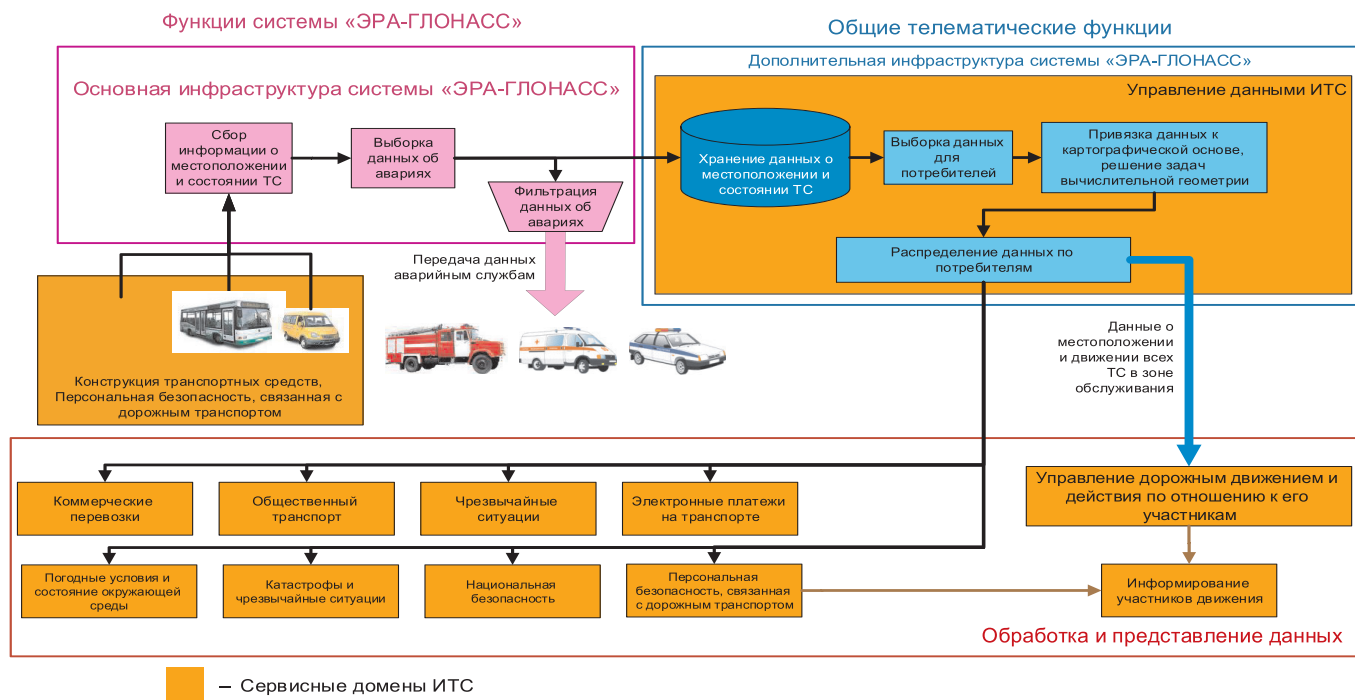 Функции системы «ЭРА-ГЛОНАСС»
Общие телематические функции
Основная инфраструктура системы «ЭРА-ГЛОНАСС»
Дополнительная инфраструктура системы «ЭРА-ГЛОНАСС»
Управление данными ИТС
Сбор
информации о
местоположении
и состоянии ТС
Выборка
данных об
авариях
Фильтрация
данных об
авариях
Хранение данных о
местоположении и
состоянии ТС
Выборка данных
для
потребителей
Привязка данных к
картографической основе,
решение задач
вычислительной геометрии
Распределение данных по
потребителям
Передача данных
аварийным службам
Конструкция транспортных средств,
Персональная безопасность, связанная с
дорожным транспортом
Данные о
местоположении
и движении всех
ТС в зоне
обслуживания
Коммерческие
перевозки
Общественный
транспорт
Чрезвычайные
ситуации
Электронные платежи
на транспорте
Управление дорожным движением и
действия по отношению к его
участникам
Погодные условия и
состояние окружающей
среды
Катастрофы и
чрезвычайные ситуации
Национальная
безопасность
Персональная
безопасность, связанная
с дорожным транспортом
Информирование
участников движения
Обработка и представление данных
– Сервисные домены ИТС